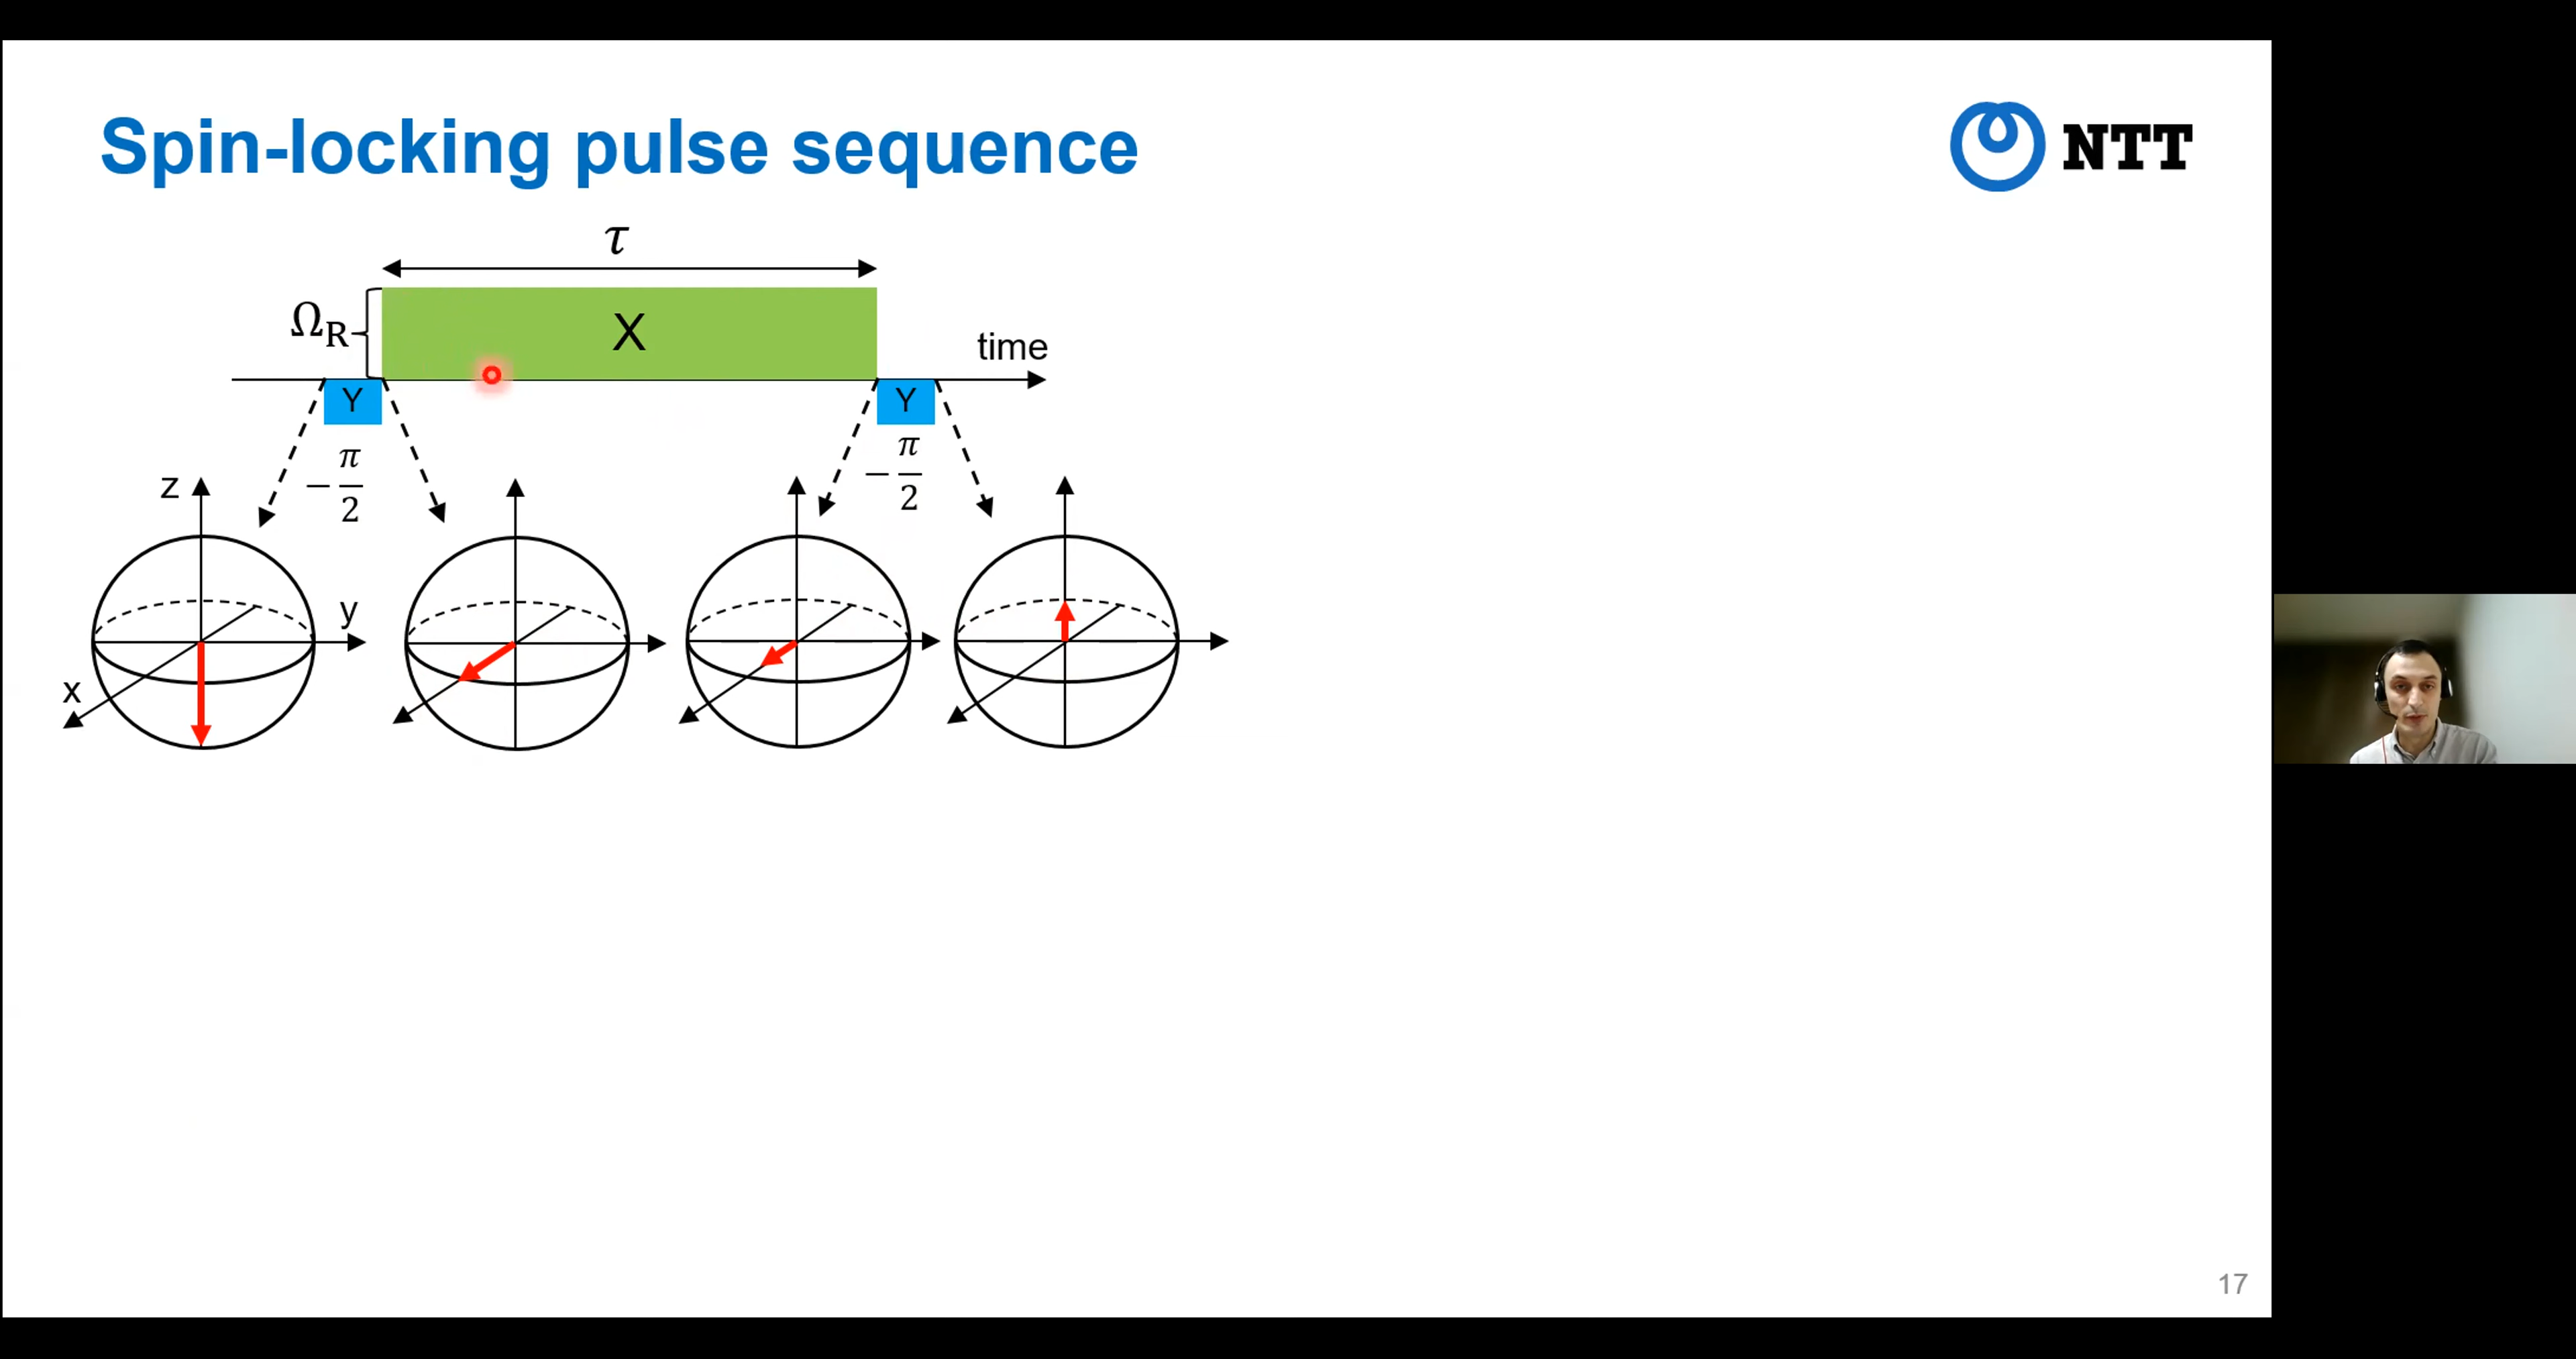 Spin-locking pulse sequence
NTT
τ
Ω_R
X
time
Y
Y
−π/2
−π/2
z
y
x
17